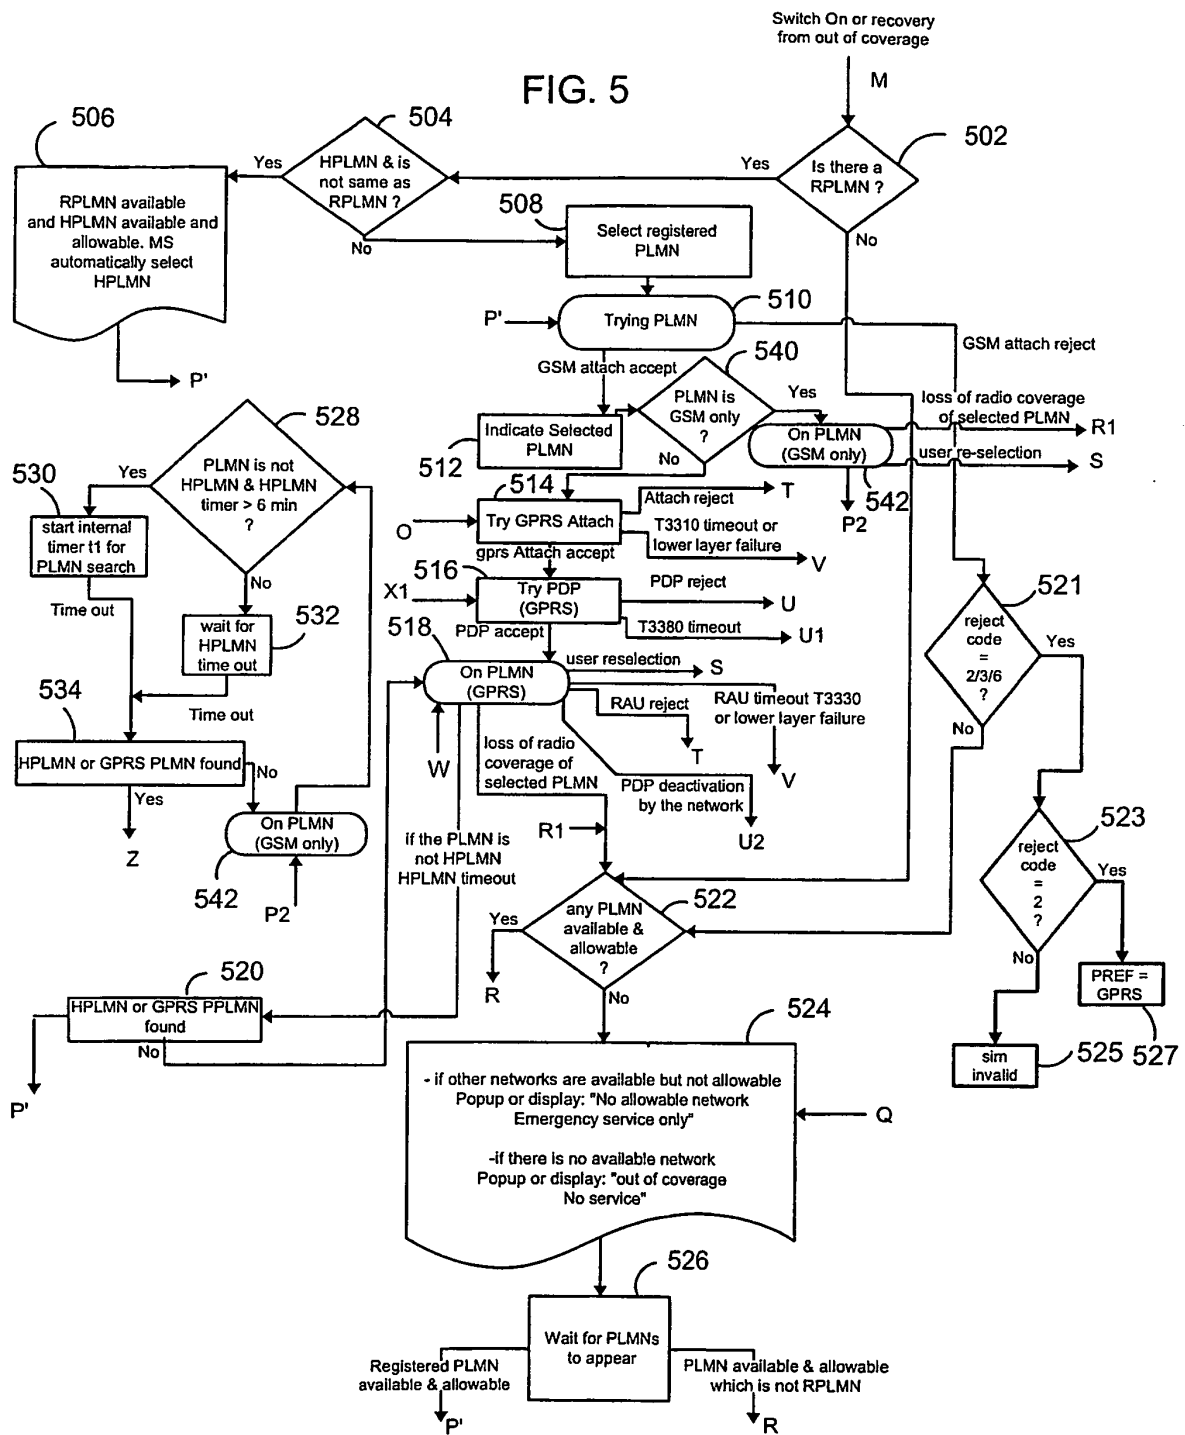 Switch On or recovery
from out of coverage
M
FIG. 5
506
504
502
Yes
HPLMN & is
not same as
RPLMN ?
Yes
Is there a
RPLMN ?
No
No
RPLMN available
and HPLMN available and
allowable. MS
automatically select
HPLMN
P'
508
Select registered
PLMN
510
P'
Trying PLMN
GSM attach reject
GSM attach accept
540
PLMN is
GSM only
?
Yes
No
512
Indicate Selected
PLMN
On PLMN
(GSM only)
542
loss of radio coverage
of selected PLMN
R1
user re-selection
S
P2
528
PLMN is not
HPLMN & HPLMN
timer > 6 min
?
Yes
No
530
start internal
timer t1 for
PLMN search
Time out
wait for
HPLMN
time out
532
Time out
534
HPLMN or GPRS PLMN found
No
Yes
Z
On PLMN
(GSM only)
542
P2
514
O
Try GPRS Attach
Attach reject
T
T3310 timeout or
lower layer failure
V
gprs Attach accept
516
X1
Try PDP
(GPRS)
PDP reject
U
T3380 timeout
U1
PDP accept
518
On PLMN
(GPRS)
user reselection
S
RAU reject
T
RAU timeout T3330
or lower layer failure
V
W
loss of radio
coverage of
selected PLMN
PDP deactivation
by the network
U2
R1
if the PLMN is
not HPLMN
HPLMN timeout
521
reject
code
=
2/3/6
?
Yes
No
523
reject
code
=
2
?
Yes
No
PREF =
GPRS
527
sim
invalid
525
522
any PLMN
available &
allowable
?
Yes
R
No
520
HPLMN or GPRS PPLMN
found
No
P'
524
- if other networks are available but not allowable
Popup or display: "No allowable network
Emergency service only"
-if there is no available network
Popup or display: "out of coverage
No service"
Q
526
Wait for PLMNs
to appear
Registered PLMN
available & allowable
P'
PLMN available & allowable
which is not RPLMN
R